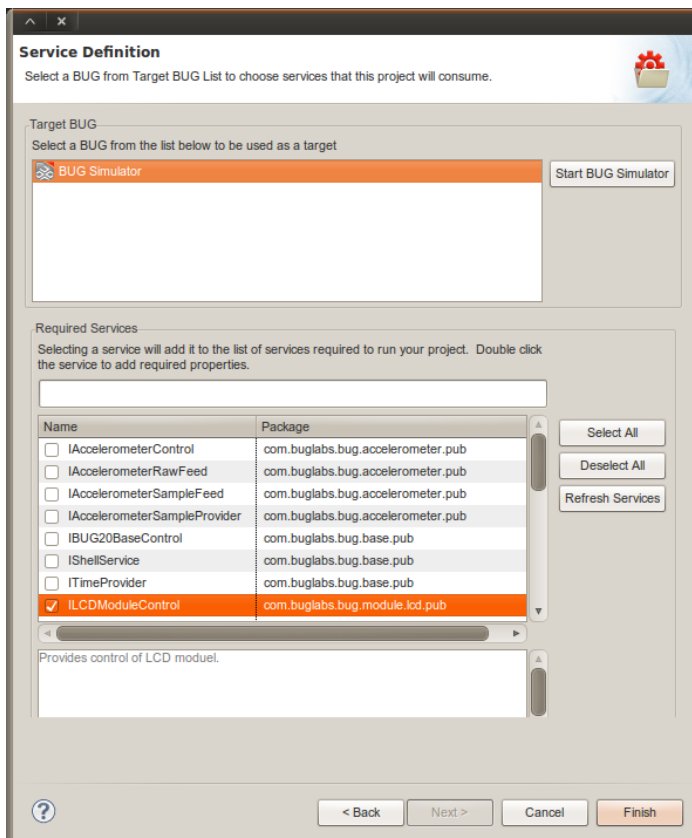 Service Definition
Select a BUG from Target BUG List to choose services that this project will consume.
Target BUG
Select a BUG from the list below to be used as a target
BUG Simulator
Start BUG Simulator
Required Services
Selecting a service will add it to the list of services required to run your project. Double click
the service to add required properties.
Name Package
IAccelerometerControl com.buglabs.bug.accelerometer.pub
IAccelerometerRawFeed com.buglabs.bug.accelerometer.pub
IAccelerometerSampleFeed com.buglabs.bug.accelerometer.pub
IAccelerometerSampleProvider com.buglabs.bug.accelerometer.pub
IBUG20BaseControl com.buglabs.bug.base.pub
IShellService com.buglabs.bug.base.pub
ITimeProvider com.buglabs.bug.base.pub
ILCDModuleControl com.buglabs.bug.module.lcd.pub
Select All
Deselect All
Refresh Services
Provides control of LCD moduel.
?
< Back Next > Cancel Finish